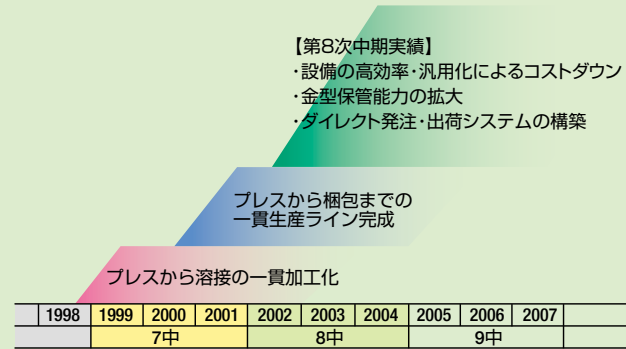 【第8次中期実績】
・設備の高効率・汎用化によるコストダウン
・金型保管能力の拡大
・ダイレクト発注・出荷システムの構築
プレスから梱包までの
一貫生産ライン完成
プレスから溶接の一貫加工化
1998 1999 2000 2001 2002 2003 2004 2005 2006 2007
7中 8中 9中